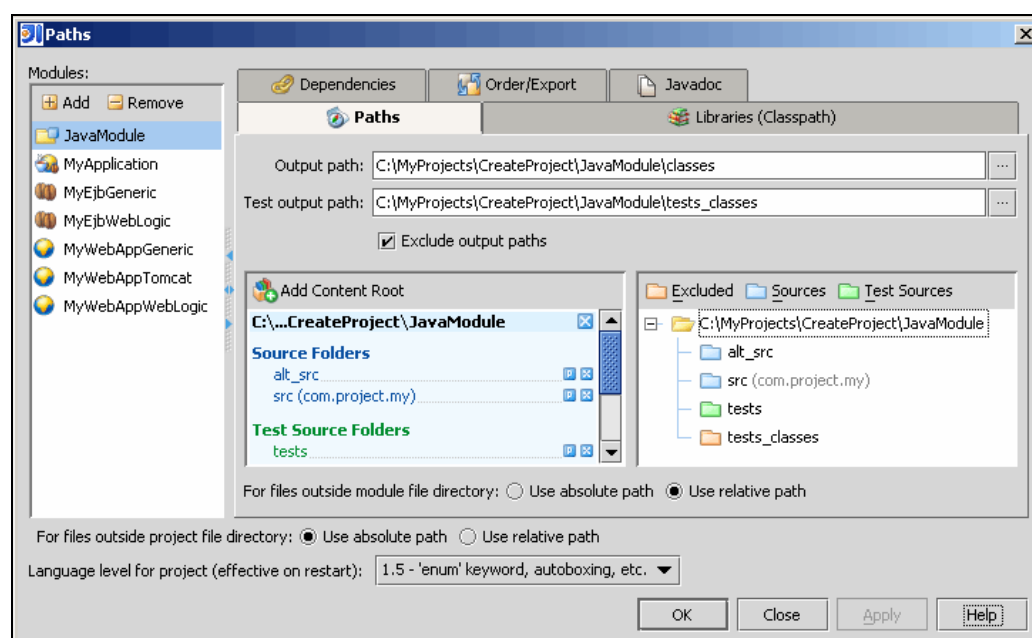 Paths
Modules:
Add Remove
JavaModule
MyApplication
MyEjbGeneric
MyEjbWebLogic
MyWebAppGeneric
MyWebAppTomcat
MyWebAppWebLogic
Dependencies Order/Export Javadoc
Paths Libraries (Classpath)
Output path: C:\MyProjects\CreateProject\JavaModule\classes ...
Test output path: C:\MyProjects\CreateProject\JavaModule\tests_classes ...
Exclude output paths
Add Content Root
C:\...CreateProject\JavaModule
Source Folders
alt_src P
src (com.project.my) P
Test Source Folders
tests P
Excluded Sources Test Sources
C:\MyProjects\CreateProject\JavaModule
alt_src
src (com.project.my)
tests
tests_classes
For files outside module file directory: Use absolute path Use relative path
For files outside project file directory: Use absolute path Use relative path
Language level for project (effective on restart): 1.5 - 'enum' keyword, autoboxing, etc.
OK Close Apply Help